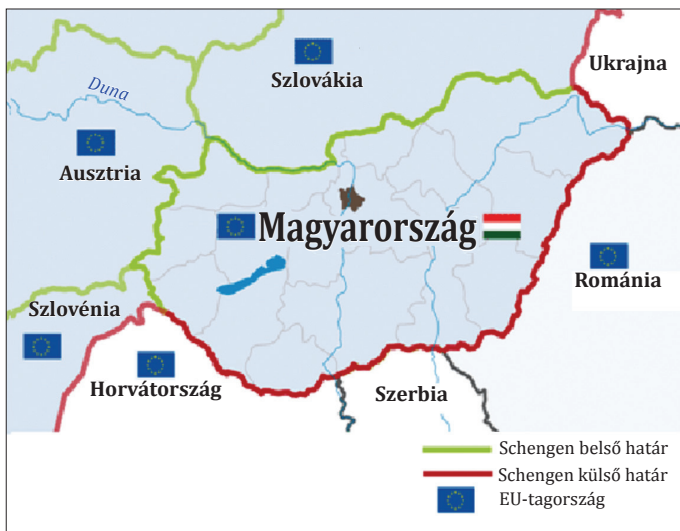 Ukrajna
Szlovákia
Duna
Ausztria
Magyarország
Románia
Szlovénia
Horvátország
Szerbia
Schengen belső határ
Schengen külső határ
EU-tagország